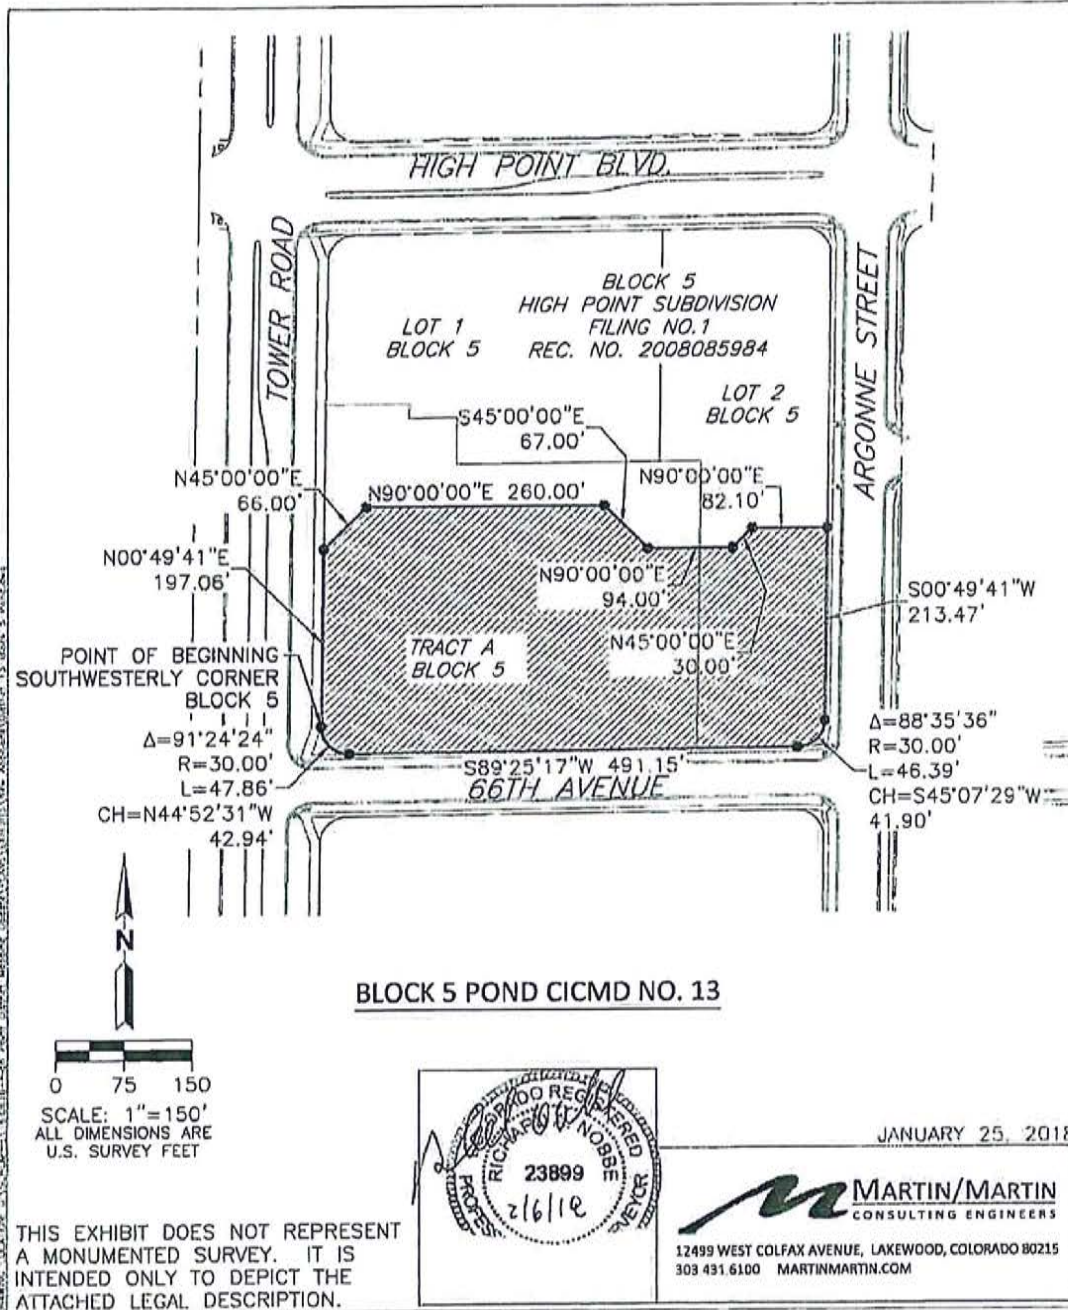 HIGH POINT BLVD.
TOWER ROAD
ARGONNE STREET
BLOCK 5
HIGH POINT SUBDIVISION
FILING NO.1
REC. NO. 2008085984
LOT 1
BLOCK 5
LOT 2
BLOCK 5
S45°00'00"E
67.00'
N45°00'00"E
66.00'
N90°00'00"E 260.00'
N90°00'00"E
82.10'
N00°49'41"E
197.06'
N90°00'00"E
94.00'
S00°49'41"W
213.47'
N45°00'00"E
30.00'
TRACT A
BLOCK 5
POINT OF BEGINNING
SOUTHWESTERLY CORNER
BLOCK 5
Δ=91°24'24"
R=30.00'
L=47.86'
CH=N44°52'31"W
42.94'
Δ=88°35'36"
R=30.00'
L=46.39'
CH=S45°07'29"W
41.90'
S89°25'17"W 491.15'
66TH AVENUE
N
BLOCK 5 POND CICMD NO. 13
0 75 150
SCALE: 1"=150'
ALL DIMENSIONS ARE
U.S. SURVEY FEET
REGISTERED
NOBBE
23899
JANUARY 25, 2018
MARTIN/MARTIN
CONSULTING ENGINEERS
12499 WEST COLFAX AVENUE, LAKEWOOD, COLORADO 80215
303 431.6100 MARTINMARTIN.COM
THIS EXHIBIT DOES NOT REPRESENT
A MONUMENTED SURVEY. IT IS
INTENDED ONLY TO DEPICT THE
ATTACHED LEGAL DESCRIPTION.